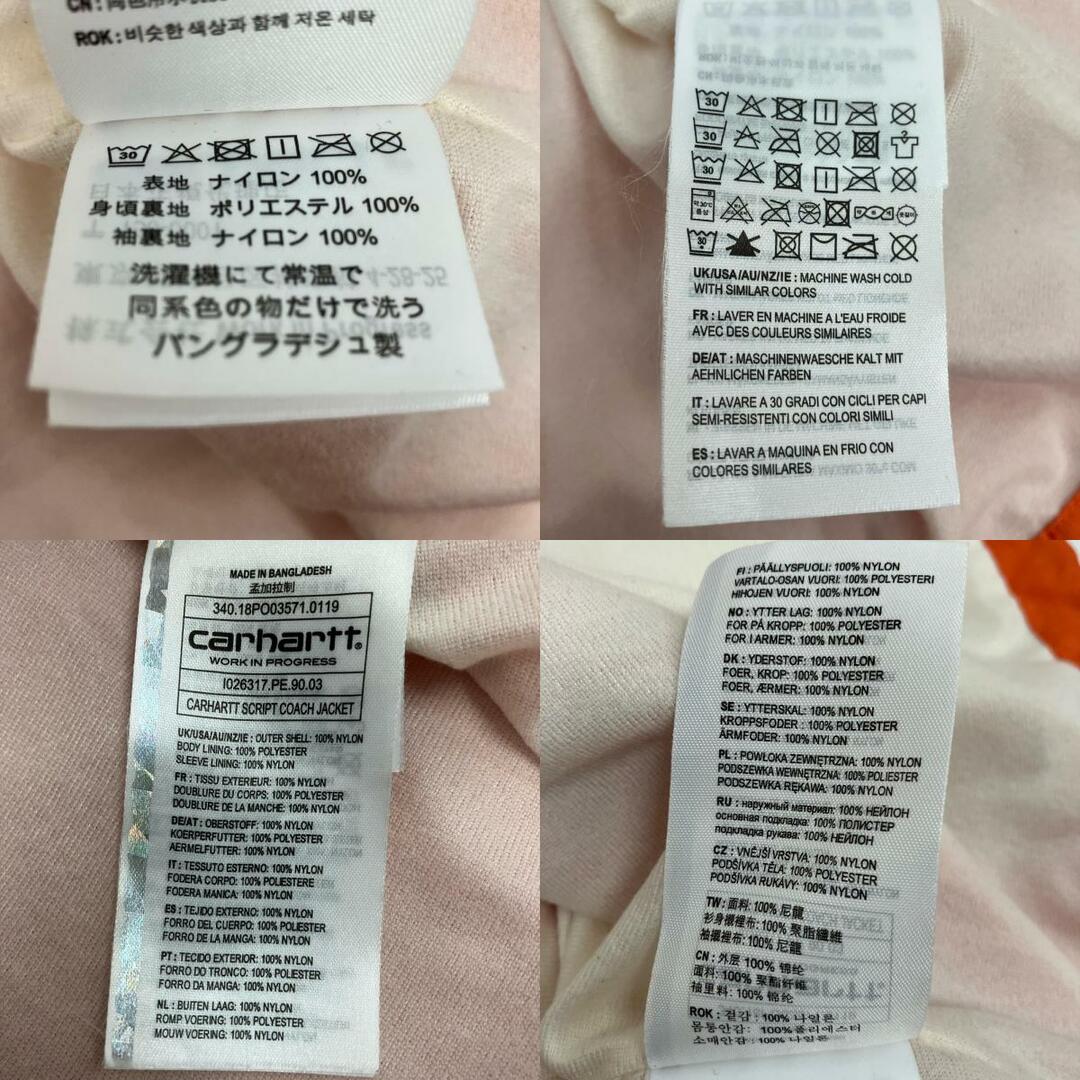 ROK : 비슷한 색상과 함께 저온 세탁
30
表地 ナイロン 100%
身頃裏地 ポリエステル 100%
袖裏地 ナイロン 100%
洗濯機にて常温で
同系色の物だけで洗う
バングラデシュ製
30
30
30
약30℃
중성
30
UK/USA/AU/NZ/IE : MACHINE WASH COLD
WITH SIMILAR COLORS
FR : LAVER EN MACHINE A L'EAU FROIDE
AVEC DES COULEURS SIMILAIRES
DE/AT : MASCHINENWAESCHE KALT MIT
AEHNLICHEN FARBEN
IT : LAVARE A 30 GRADI CON CICLI PER CAPI
SEMI-RESISTENTI CON COLORI SIMILI
ES : LAVAR A MAQUINA EN FRIO CON
COLORES SIMILARES
MADE IN BANGLADESH
孟加拉制
340.18PO03571.0119
carhartt®
WORK IN PROGRESS
I026317.PE.90.03
CARHARTT SCRIPT COACH JACKET
UK/USA/AU/NZ/IE : OUTER SHELL: 100% NYLON
BODY LINING: 100% POLYESTER
SLEEVE LINING: 100% NYLON
FR : TISSU EXTERIEUR: 100% NYLON
DOUBLURE DU CORPS: 100% POLYESTER
DOUBLURE DE LA MANCHE: 100% NYLON
DE/AT : OBERSTOFF: 100% NYLON
KOERPERFUTTER: 100% POLYESTER
AERMELFUTTER: 100% NYLON
IT : TESSUTO ESTERNO: 100% NYLON
FODERA CORPO: 100% POLIESTERE
FODERA MANICA: 100% NYLON
ES : TEJIDO EXTERNO: 100% NYLON
FORRO DEL CUERPO: 100% POLYESTER
FORRO DE LA MANGA: 100% NYLON
PT : TECIDO EXTERIOR: 100% NYLON
FORRO DO TRONCO: 100% POLIESTER
FORRO DA MANGA: 100% NYLON
NL : BUITEN LAAG: 100% NYLON
ROMP VOERING: 100% POLYESTER
MOUW VOERING: 100% NYLON
FI : PÄÄLLYSPUOLI: 100% NYLON
VARTALO-OSAN VUORI: 100% POLYESTERI
HIHOJEN VUORI: 100% NYLON
NO : YTTER LAG: 100% NYLON
FOR PÅ KROPP: 100% POLYESTER
FOR I ARMER: 100% NYLON
DK : YDERSTOF: 100% NYLON
FOER, KROP: 100% POLYESTER
FOER, ÆRMER: 100% NYLON
SE : YTTERSKAL: 100% NYLON
KROPPSFODER : 100% POLYESTER
ÄRMFODER: 100% NYLON
PL : POWŁOKA ZEWNĘTRZNA: 100% NYLON
PODSZEWKA WEWNĘTRZNA: 100% POLIESTER
PODSZEWKA RĘKAWA: 100% NYLON
RU : наружный материал: 100% НЕЙЛОН
основная подкладка: 100% ПОЛИСТЕР
подкладка рукава: 100% НЕЙЛОН
CZ : VNĚJŠÍ VRSTVA: 100% NYLON
PODŠÍVKA TĚLA: 100% POLYESTER
PODŠÍVKA RUKÁVY: 100% NYLON
TW : 面料: 100% 尼龍
衫身襯裡布: 100% 聚脂纖維
袖襯裡布: 100% 尼龍
CN : 外层 100% 锦纶
面料: 100% 聚酯纤维
袖里料: 100% 锦纶
ROK : 겉감 : 100% 나일론
몸통안감 : 100%폴리에스터
소매안감 : 100% 나일론